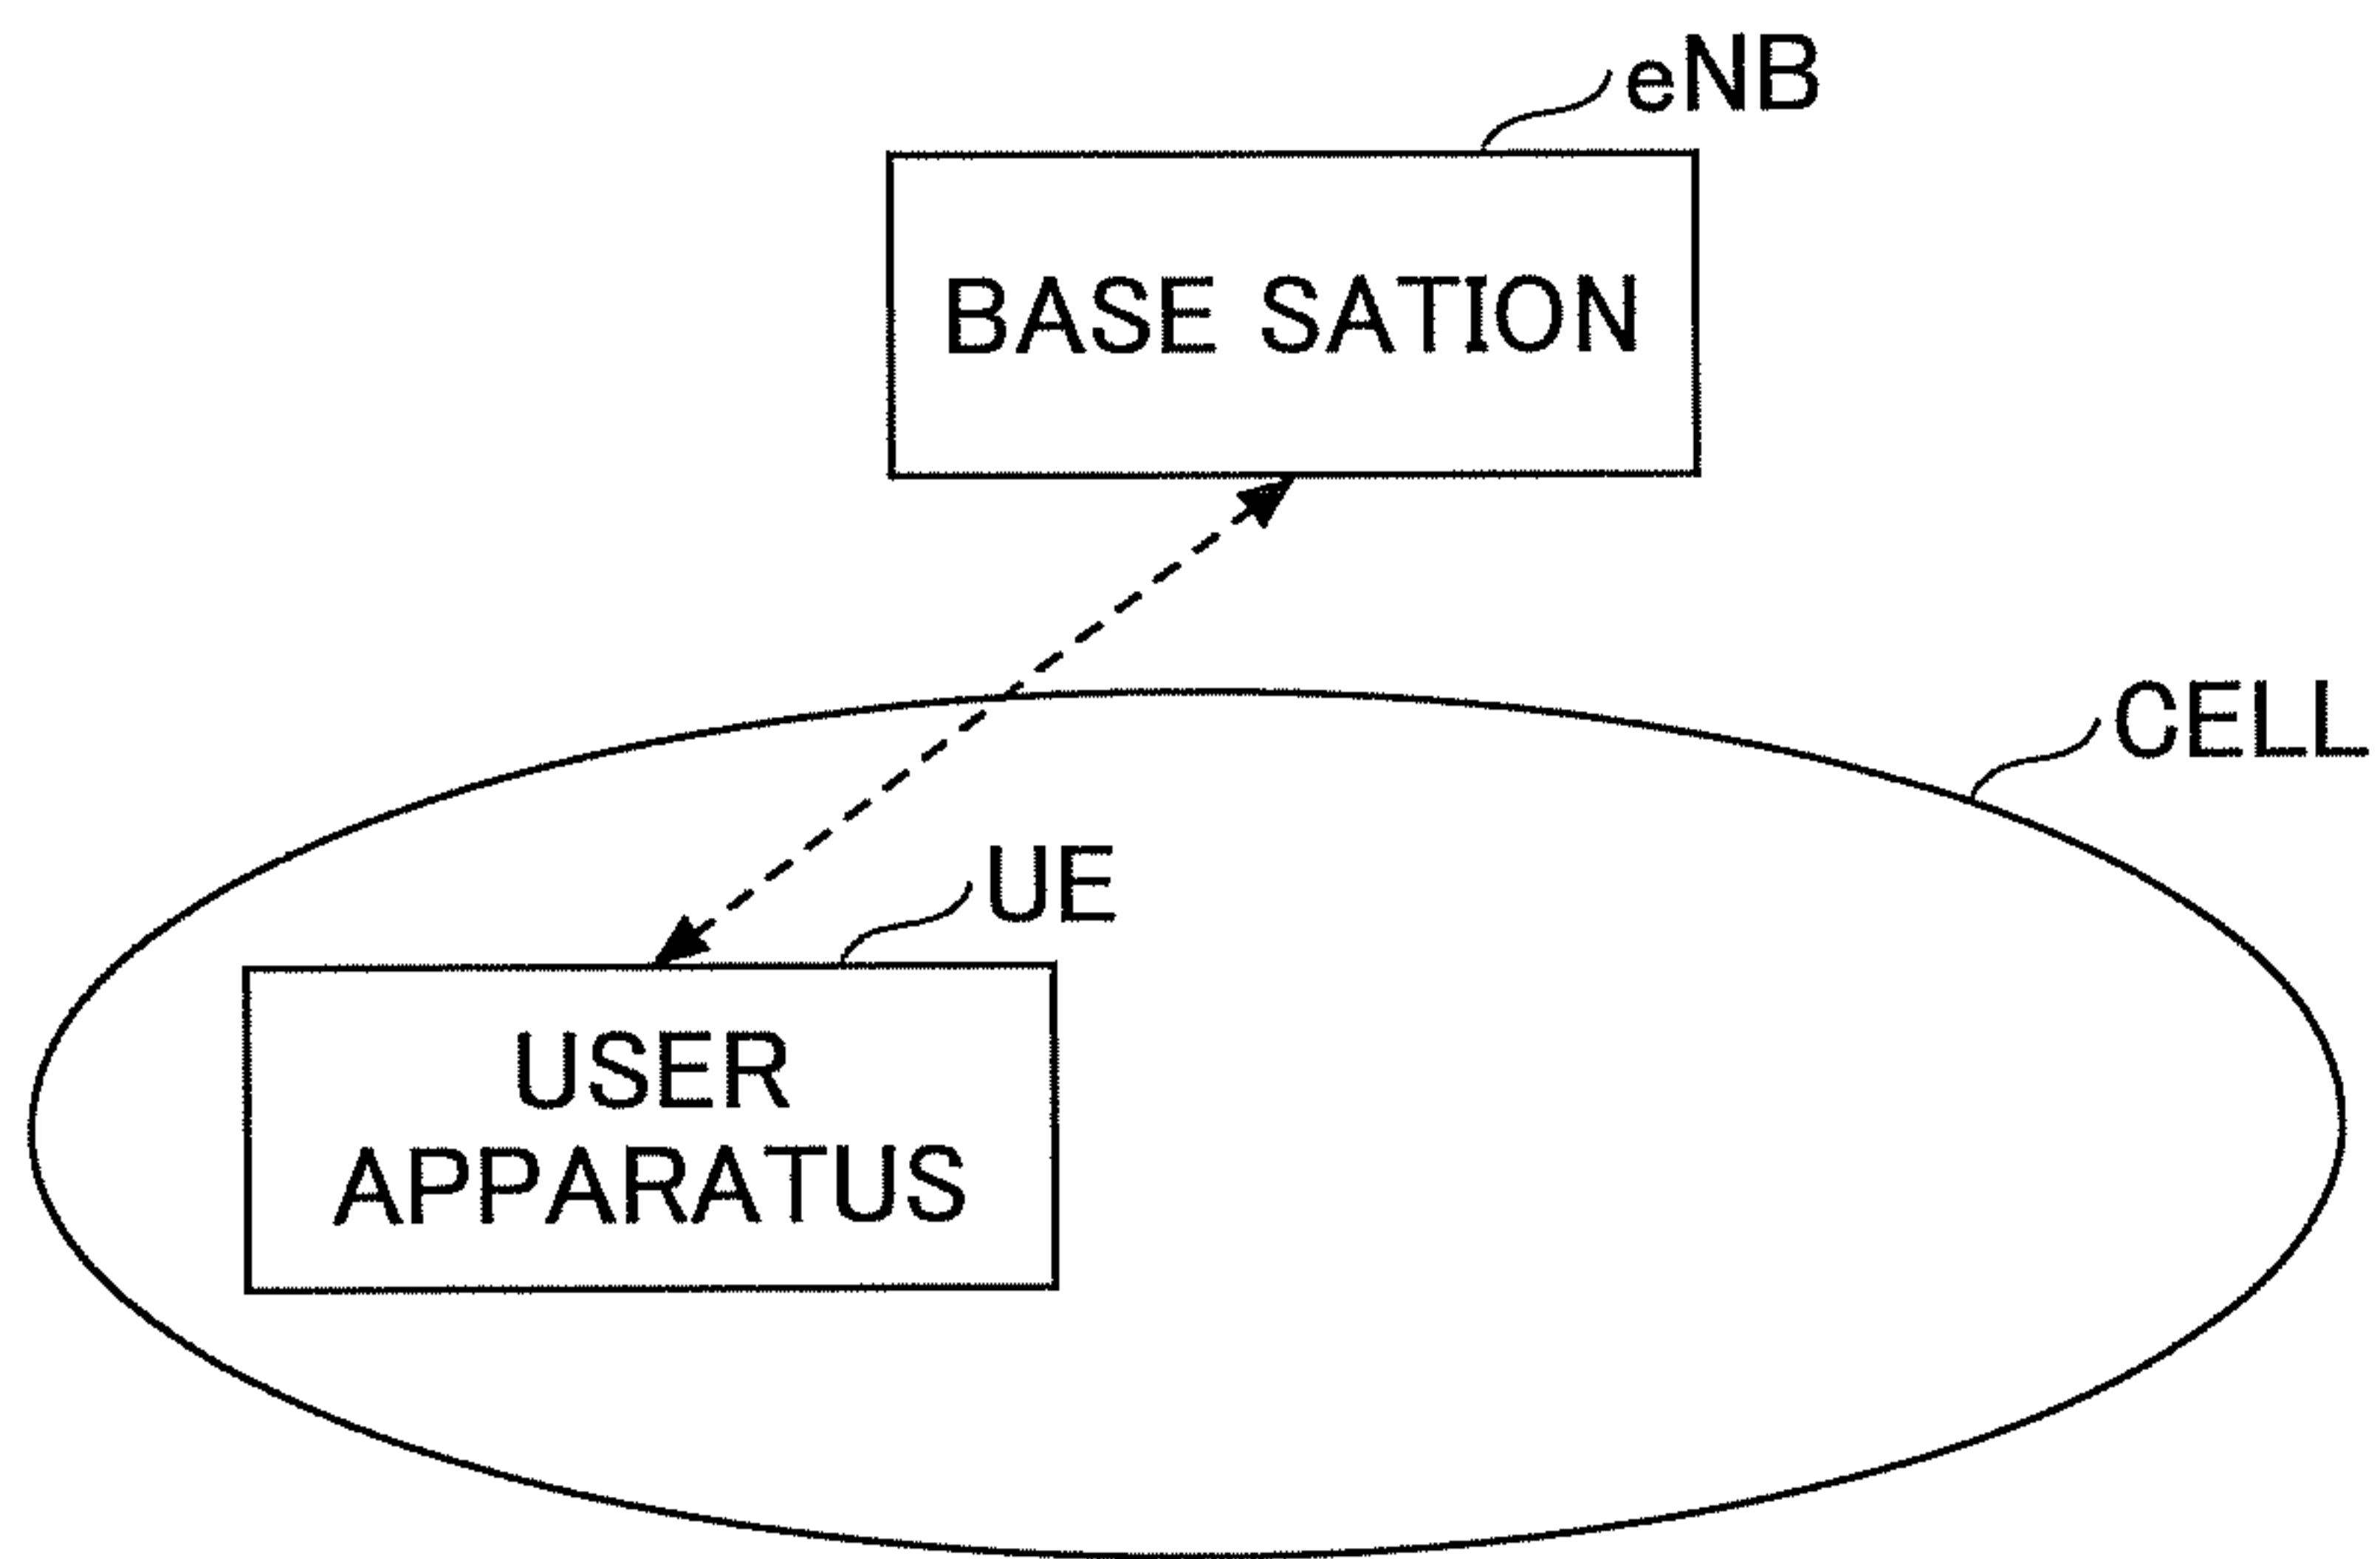 eNB
BASE SATION
CELL
UE
USER
APPARATUS